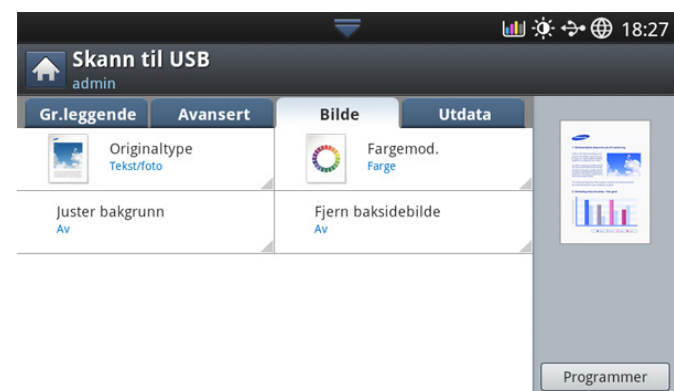 18:27
Skann til USB
admin
Gr.leggende Avansert Bilde Utdata
Originaltype
Tekst/foto
Fargemod.
Farge
Juster bakgrunn
Av
Fjern baksidebilde
Av
Programmer